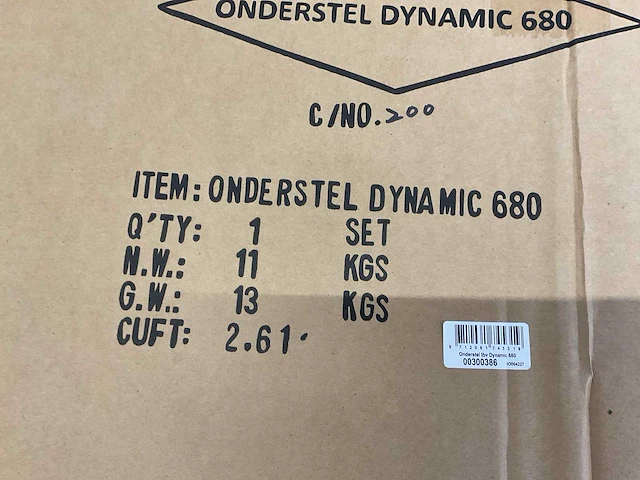 ONDERSTEL DYNAMIC 680
C/NO. 200
ITEM: ONDERSTEL DYNAMIC 680
Q'TY: 1 SET
N.W.: 11 KGS
G.W.: 13 KGS
CUFT: 2.61
Onderstel tbv Dynamic 680
00300386